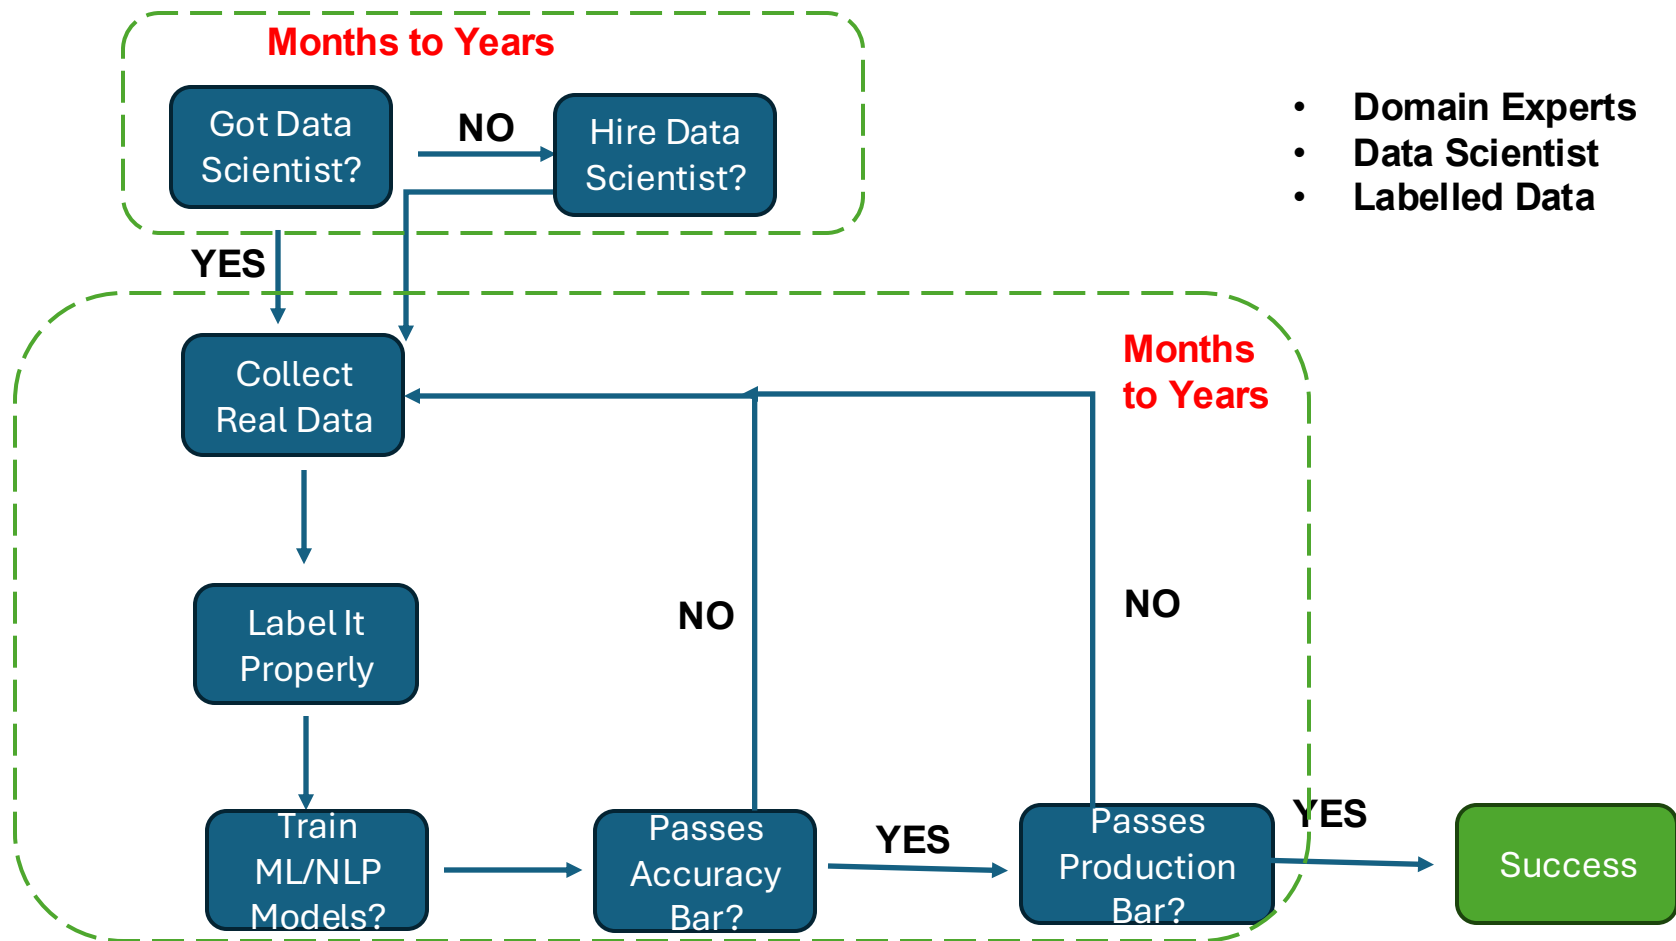 Months to Years
Got Data
Scientist?
NO
Hire Data
Scientist?
• Domain Experts
• Data Scientist
• Labelled Data
YES
Months
to Years
Collect
Real Data
NO
NO
Label It
Properly
Train
ML/NLP
Models?
Passes
Accuracy
Bar?
YES
Passes
Production
Bar?
YES
Success